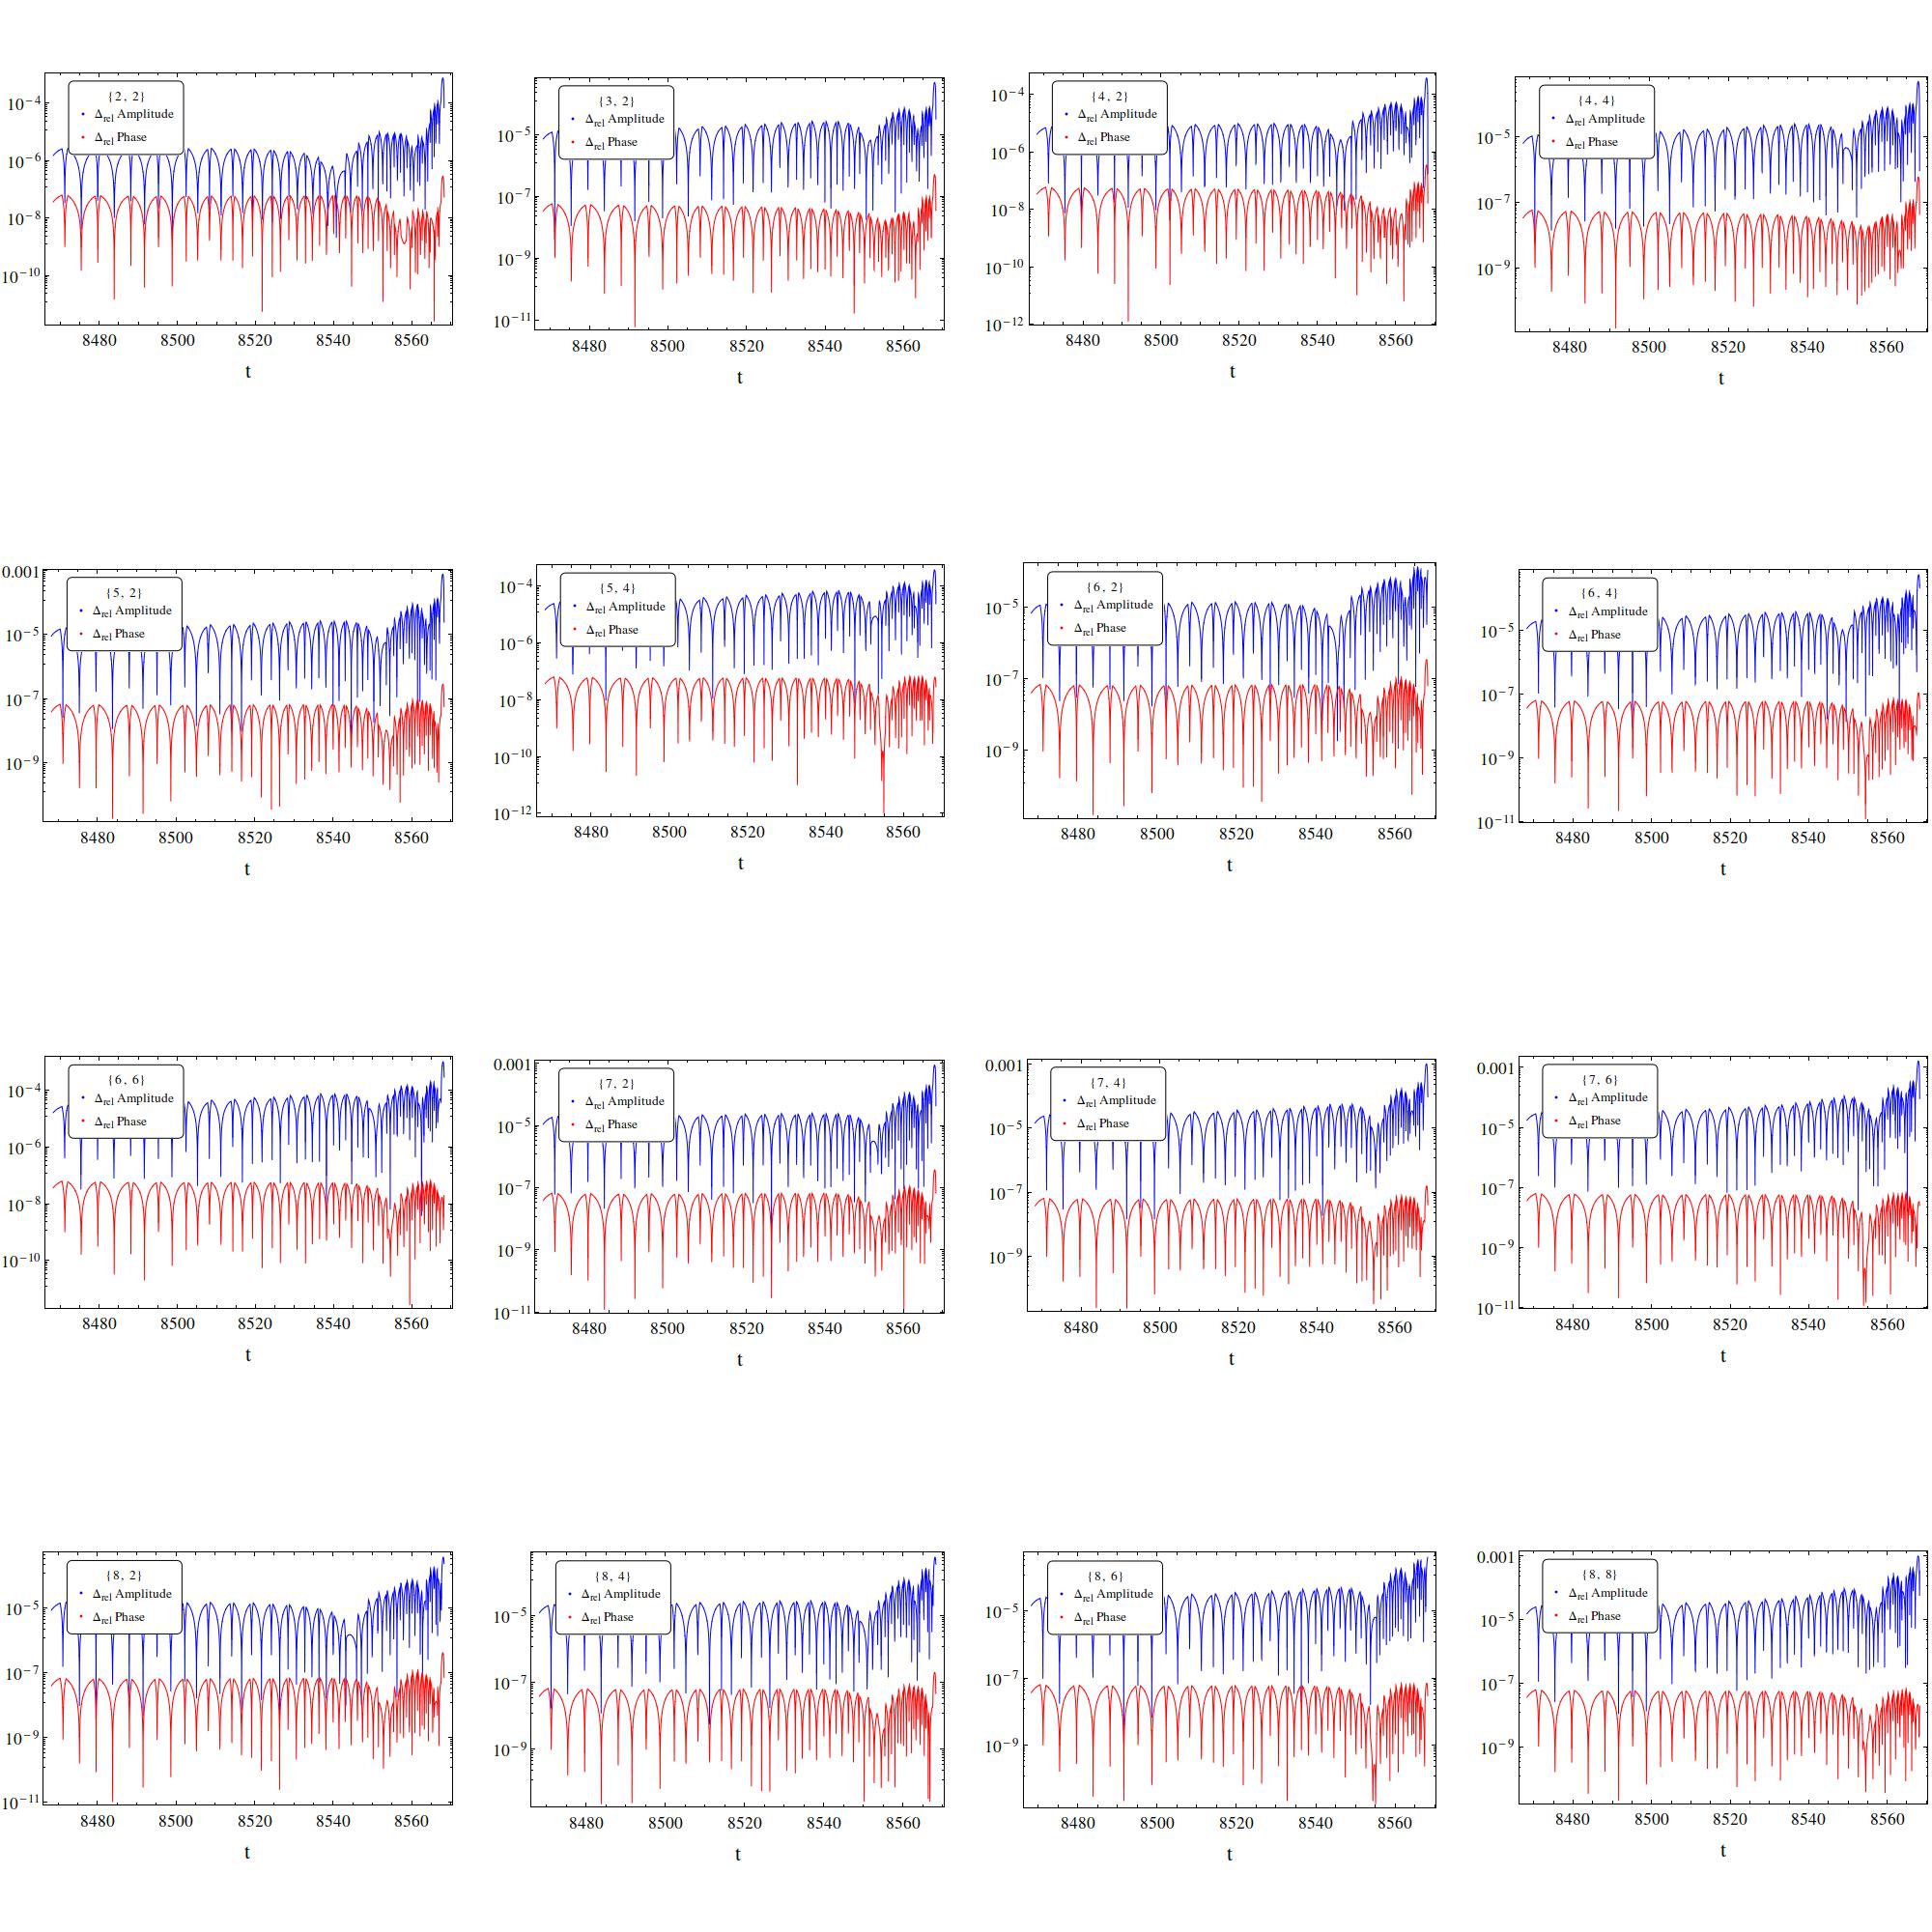 {2, 2}
Δrel Amplitude
Δrel Phase
10−4
10−6
10−8
10−10
8480 8500 8520 8540 8560
t
{3, 2}
Δrel Amplitude
Δrel Phase
10−5
10−7
10−9
10−11
8480 8500 8520 8540 8560
t
{4, 2}
Δrel Amplitude
Δrel Phase
10−4
10−6
10−8
10−10
10−12
8480 8500 8520 8540 8560
t
{4, 4}
Δrel Amplitude
Δrel Phase
10−5
10−7
10−9
8480 8500 8520 8540 8560
t
{5, 2}
Δrel Amplitude
Δrel Phase
0.001
10−5
10−7
10−9
8480 8500 8520 8540 8560
t
{5, 4}
Δrel Amplitude
Δrel Phase
10−4
10−6
10−8
10−10
10−12
8480 8500 8520 8540 8560
t
{6, 2}
Δrel Amplitude
Δrel Phase
10−5
10−7
10−9
8480 8500 8520 8540 8560
t
{6, 4}
Δrel Amplitude
Δrel Phase
10−5
10−7
10−9
10−11
8480 8500 8520 8540 8560
t
{6, 6}
Δrel Amplitude
Δrel Phase
10−4
10−6
10−8
10−10
8480 8500 8520 8540 8560
t
{7, 2}
Δrel Amplitude
Δrel Phase
0.001
10−5
10−7
10−9
10−11
8480 8500 8520 8540 8560
t
{7, 4}
Δrel Amplitude
Δrel Phase
0.001
10−5
10−7
10−9
8480 8500 8520 8540 8560
t
{7, 6}
Δrel Amplitude
Δrel Phase
0.001
10−5
10−7
10−9
10−11
8480 8500 8520 8540 8560
t
{8, 2}
Δrel Amplitude
Δrel Phase
10−5
10−7
10−9
10−11
8480 8500 8520 8540 8560
t
{8, 4}
Δrel Amplitude
Δrel Phase
10−5
10−7
10−9
8480 8500 8520 8540 8560
t
{8, 6}
Δrel Amplitude
Δrel Phase
10−5
10−7
10−9
8480 8500 8520 8540 8560
t
{8, 8}
Δrel Amplitude
Δrel Phase
0.001
10−5
10−7
10−9
8480 8500 8520 8540 8560
t